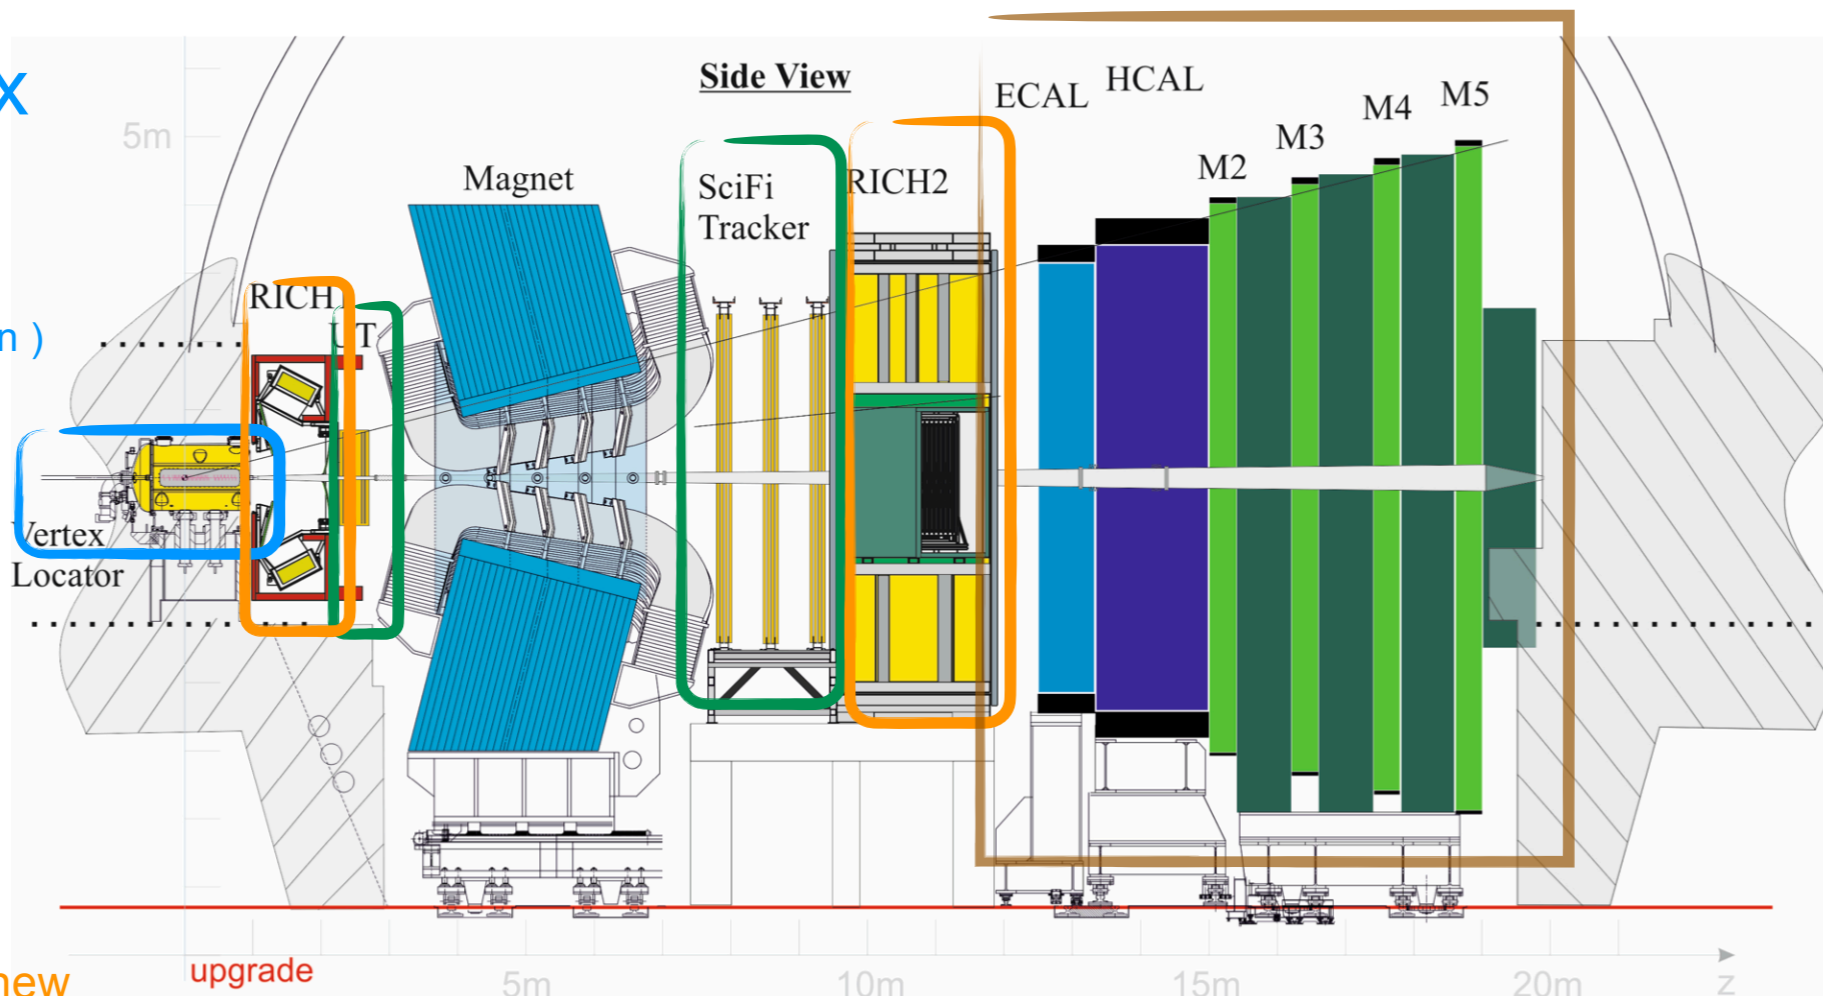 x
Side View
ECAL
HCAL
M5
M4
M3
M2
5m
Magnet
SciFi
Tracker
RICH2
RICH
UT
n )
Vertex
Locator
new
upgrade
5m
10m
15m
20m
z